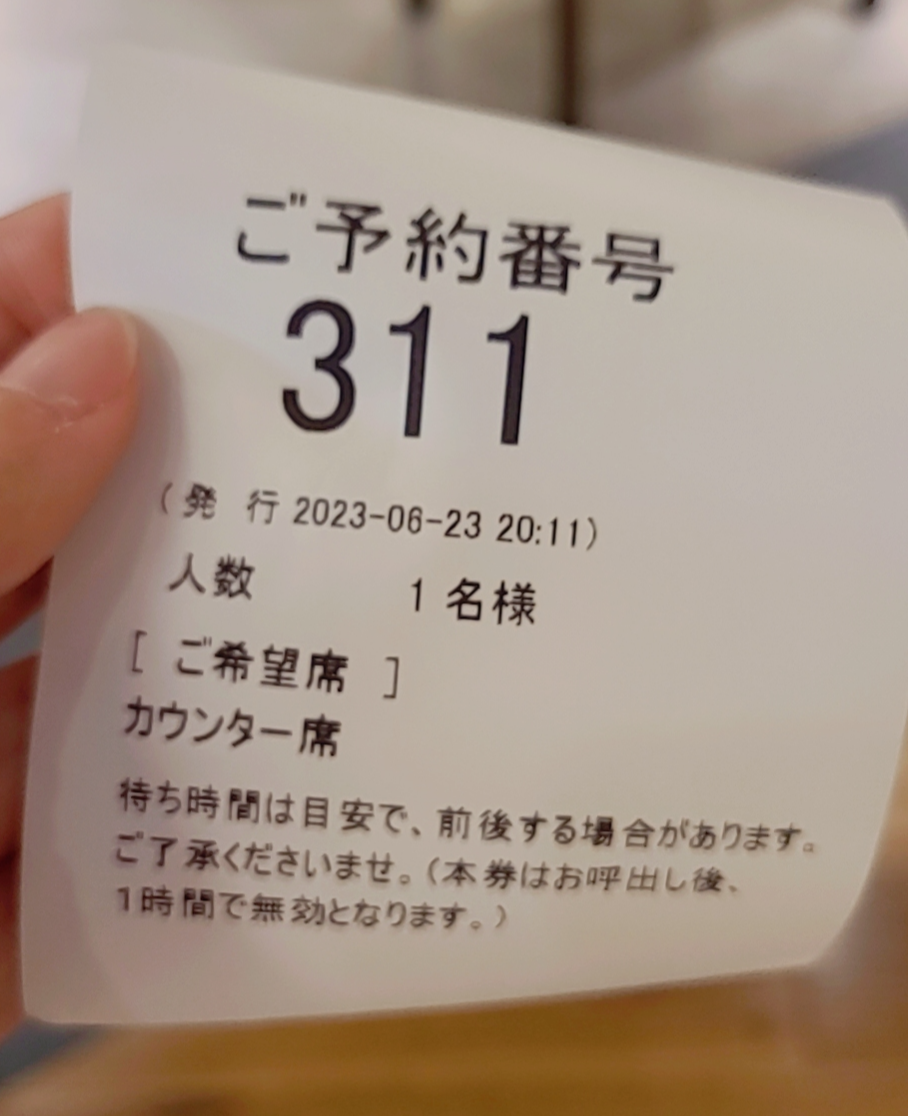 ご予約番号
311
(発 行 2023-06-23 20:11)
人数 1 名様
[ ご希望席 ]
カウンター席
待ち時間は目安で、前後する場合があります。
ご了承くださいませ。(本券はお呼出し後、
1時間で無効となります。)